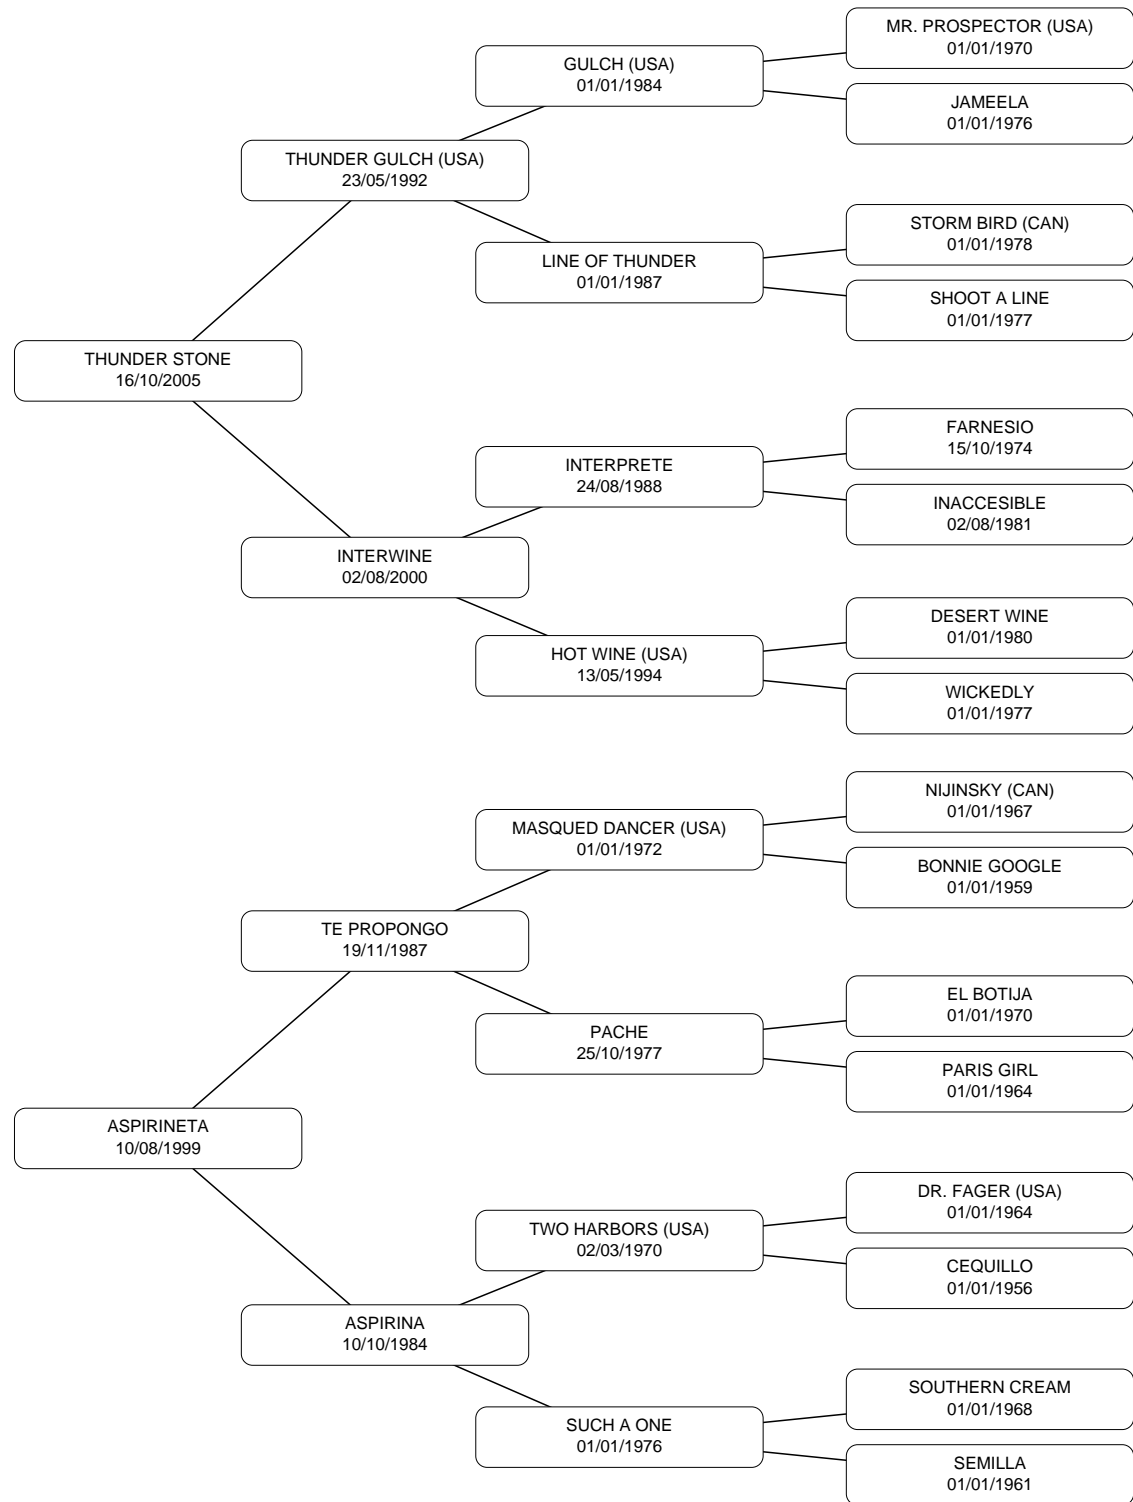 MR. PROSPECTOR (USA)
01/01/1970
GULCH (USA)
01/01/1984
JAMEELA
01/01/1976
THUNDER GULCH (USA)
23/05/1992
STORM BIRD (CAN)
01/01/1978
LINE OF THUNDER
01/01/1987
SHOOT A LINE
01/01/1977
THUNDER STONE
16/10/2005
FARNESIO
15/10/1974
INTERPRETE
24/08/1988
INACCESIBLE
02/08/1981
INTERWINE
02/08/2000
DESERT WINE
01/01/1980
HOT WINE (USA)
13/05/1994
WICKEDLY
01/01/1977
NIJINSKY (CAN)
01/01/1967
MASQUED DANCER (USA)
01/01/1972
BONNIE GOOGLE
01/01/1959
TE PROPONGO
19/11/1987
EL BOTIJA
01/01/1970
PACHE
25/10/1977
PARIS GIRL
01/01/1964
ASPIRINETA
10/08/1999
DR. FAGER (USA)
01/01/1964
TWO HARBORS (USA)
02/03/1970
CEQUILLO
01/01/1956
ASPIRINA
10/10/1984
SOUTHERN CREAM
01/01/1968
SUCH A ONE
01/01/1976
SEMILLA
01/01/1961